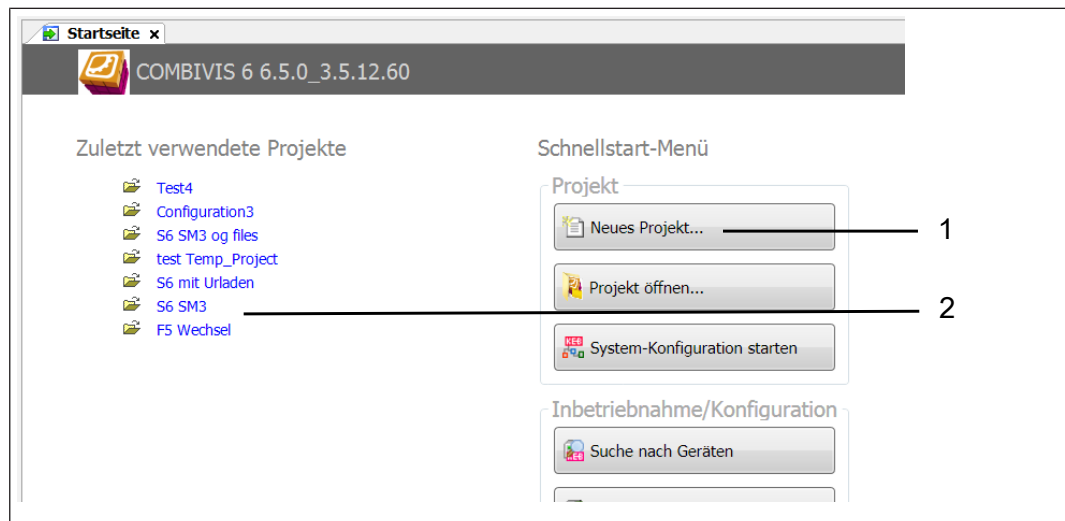 Startseite x
COMBIVIS 6 6.5.0_3.5.12.60
Zuletzt verwendete Projekte
Test4
Configuration3
S6 SM3 og files
test Temp_Project
S6 mit Urladen
S6 SM3
F5 Wechsel
Schnellstart-Menü
Projekt
Neues Projekt...
Projekt öffnen...
System-Konfiguration starten
Inbetriebnahme/Konfiguration
Suche nach Geräten
1
2